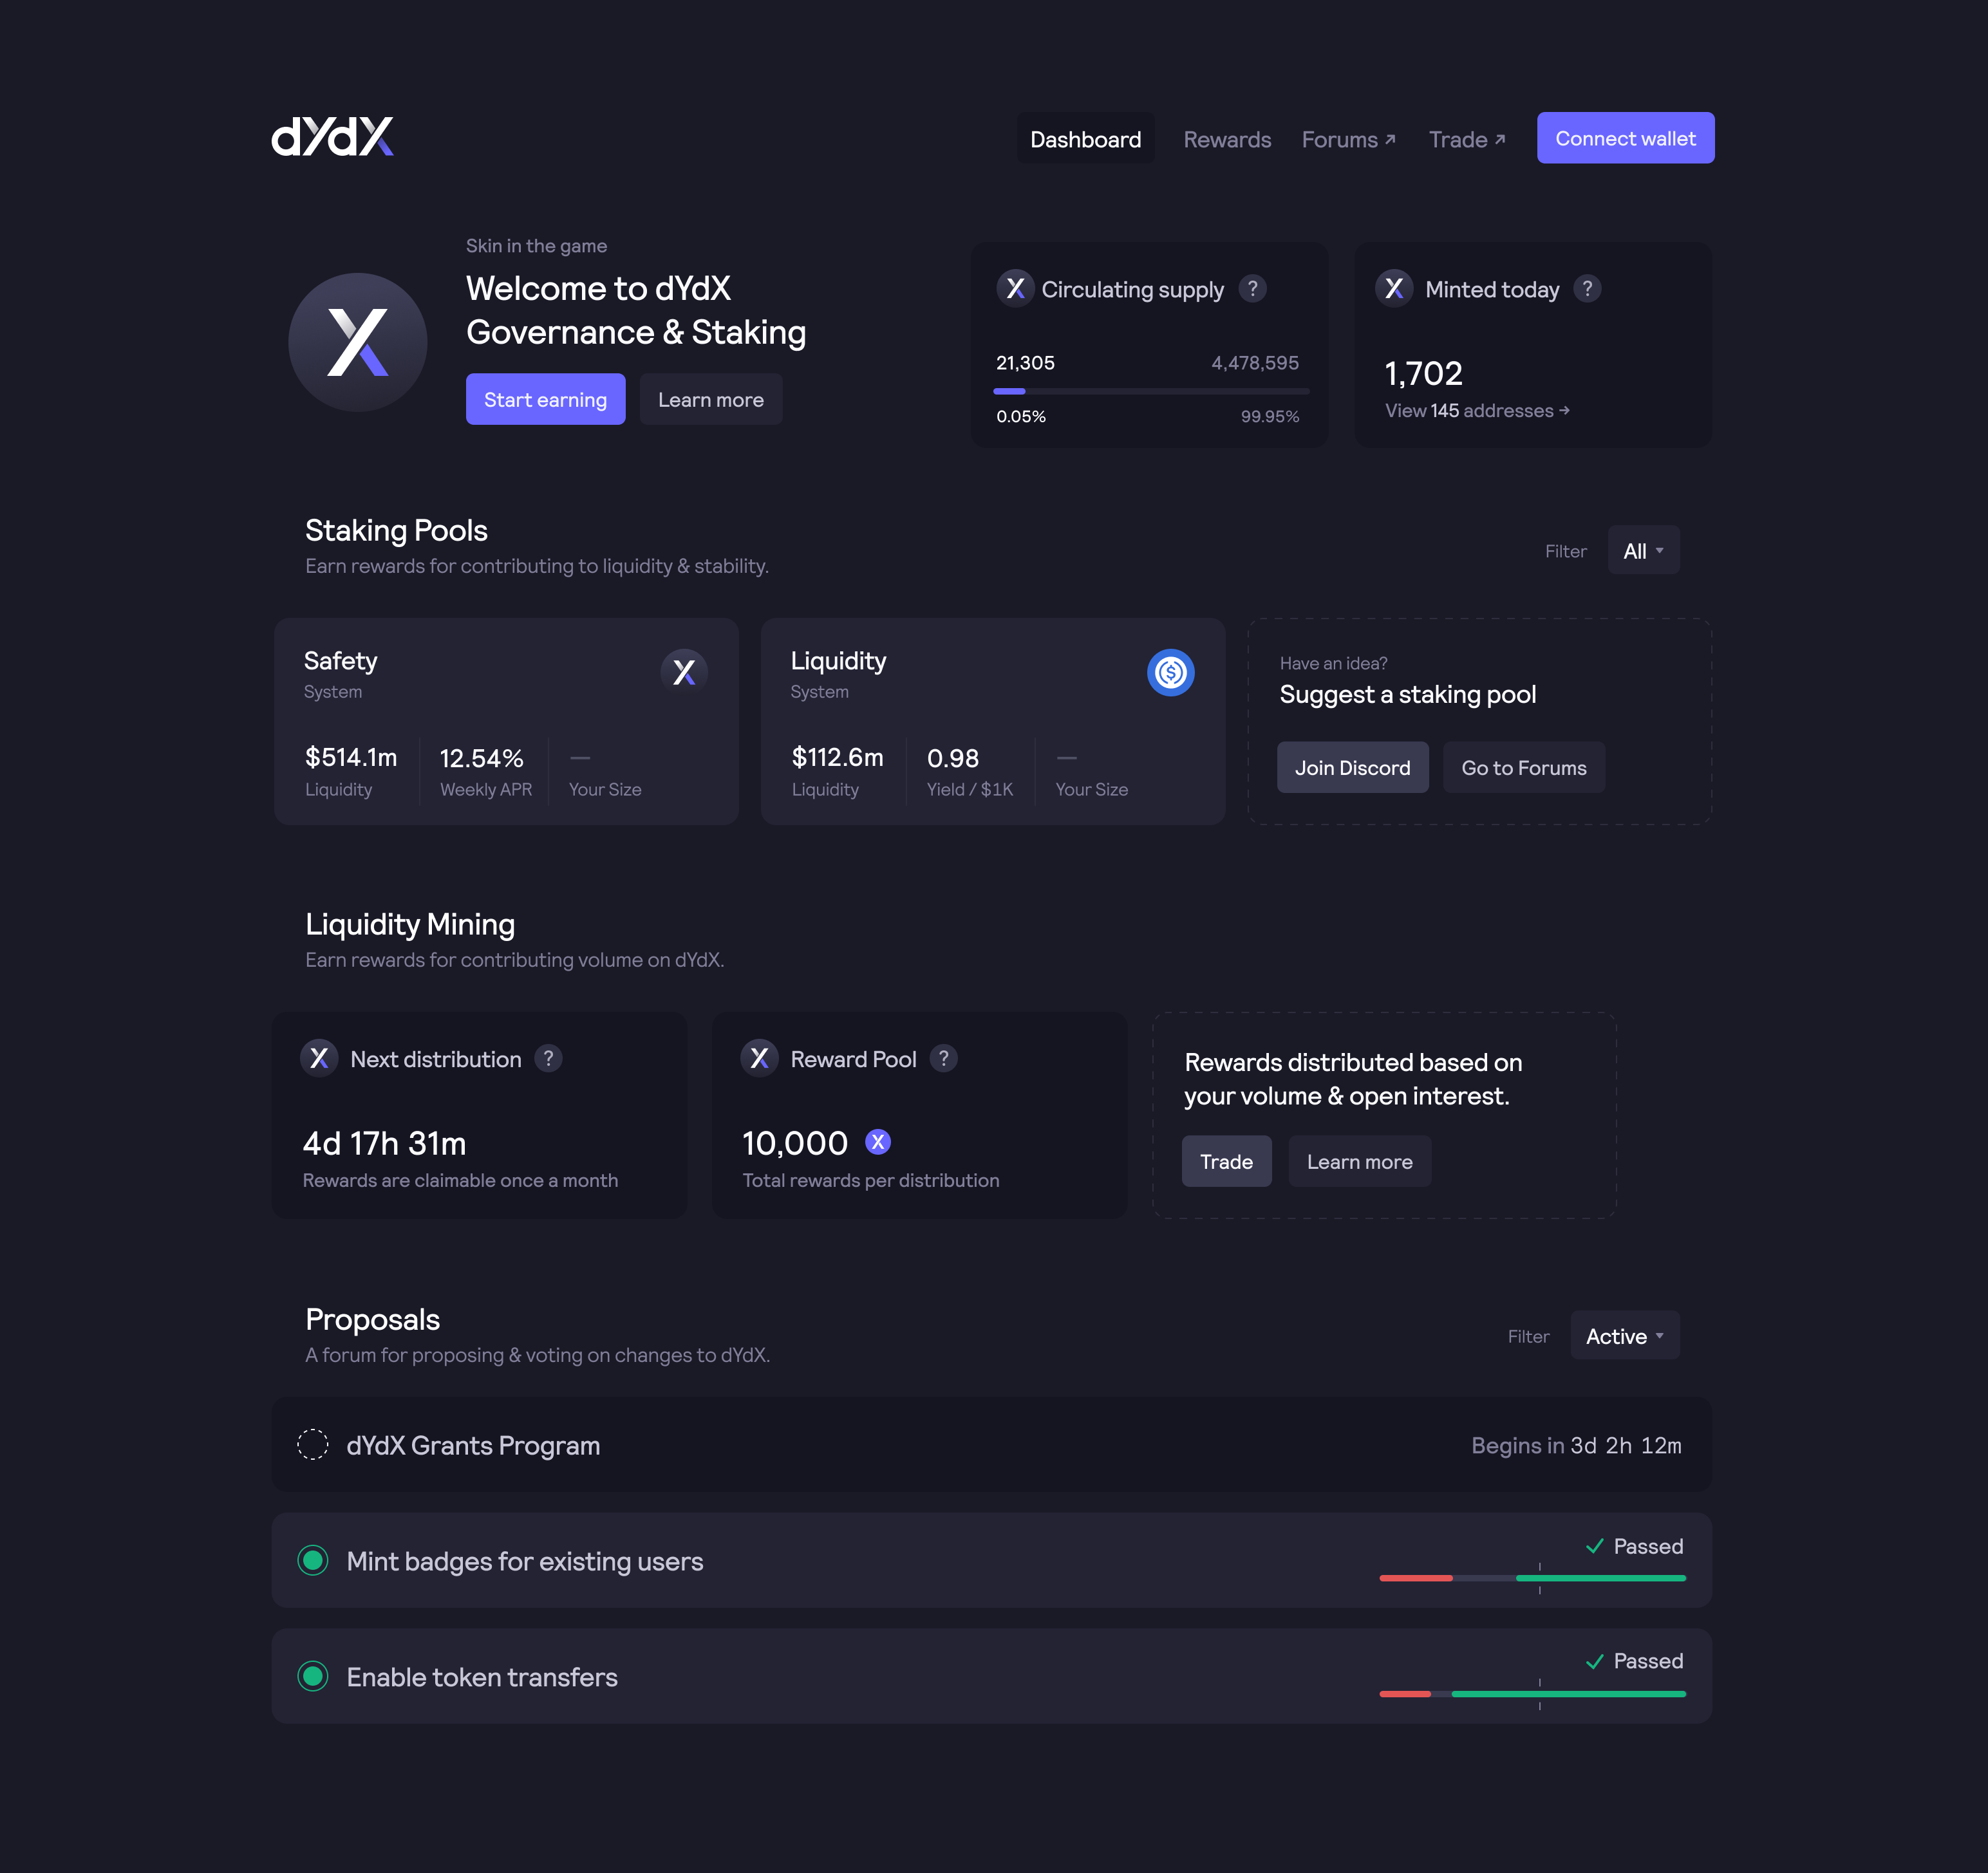 dYdX
Dashboard
Rewards
Forums ↗
Trade ↗
Connect wallet
Skin in the game
Welcome to dYdX
Governance & Staking
Start earning
Learn more
Circulating supply ?
21,305
4,478,595
0.05%
99.95%
Minted today ?
1,702
View 145 addresses →
Staking Pools
Earn rewards for contributing to liquidity & stability.
Filter
All
Safety
System
$514.1m
Liquidity
12.54%
Weekly APR
—
Your Size
Liquidity
System
$112.6m
Liquidity
0.98
Yield / $1K
—
Your Size
Have an idea?
Suggest a staking pool
Join Discord
Go to Forums
Liquidity Mining
Earn rewards for contributing volume on dYdX.
Next distribution ?
4d 17h 31m
Rewards are claimable once a month
Reward Pool ?
10,000
Total rewards per distribution
Rewards distributed based on
your volume & open interest.
Trade
Learn more
Proposals
A forum for proposing & voting on changes to dYdX.
Filter
Active
dYdX Grants Program
Begins in 3d 2h 12m
Mint badges for existing users
Passed
Enable token transfers
Passed